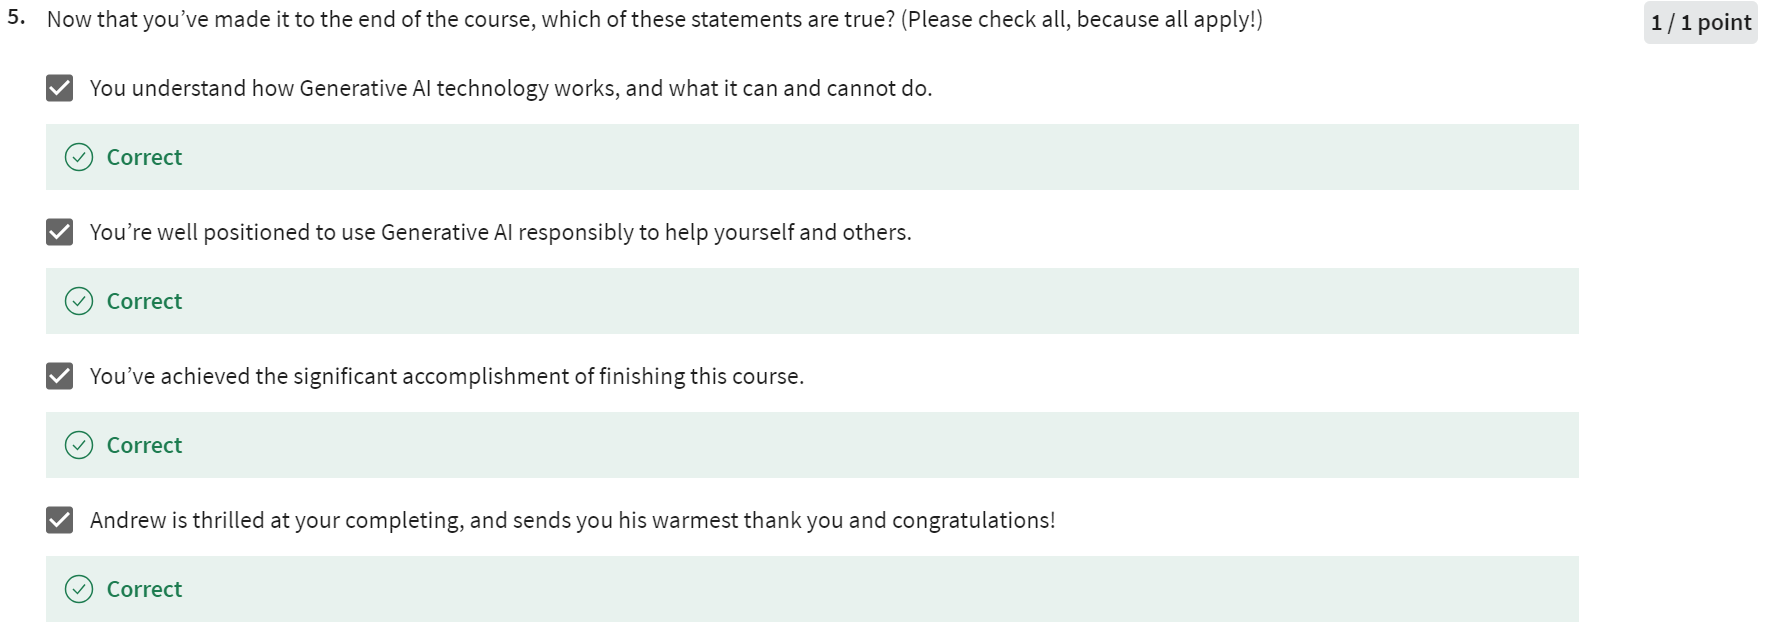 5. Now that you’ve made it to the end of the course, which of these statements are true? (Please check all, because all apply!)
1 / 1 point
You understand how Generative AI technology works, and what it can and cannot do.
Correct
You’re well positioned to use Generative AI responsibly to help yourself and others.
Correct
You’ve achieved the significant accomplishment of finishing this course.
Correct
Andrew is thrilled at your completing, and sends you his warmest thank you and congratulations!
Correct